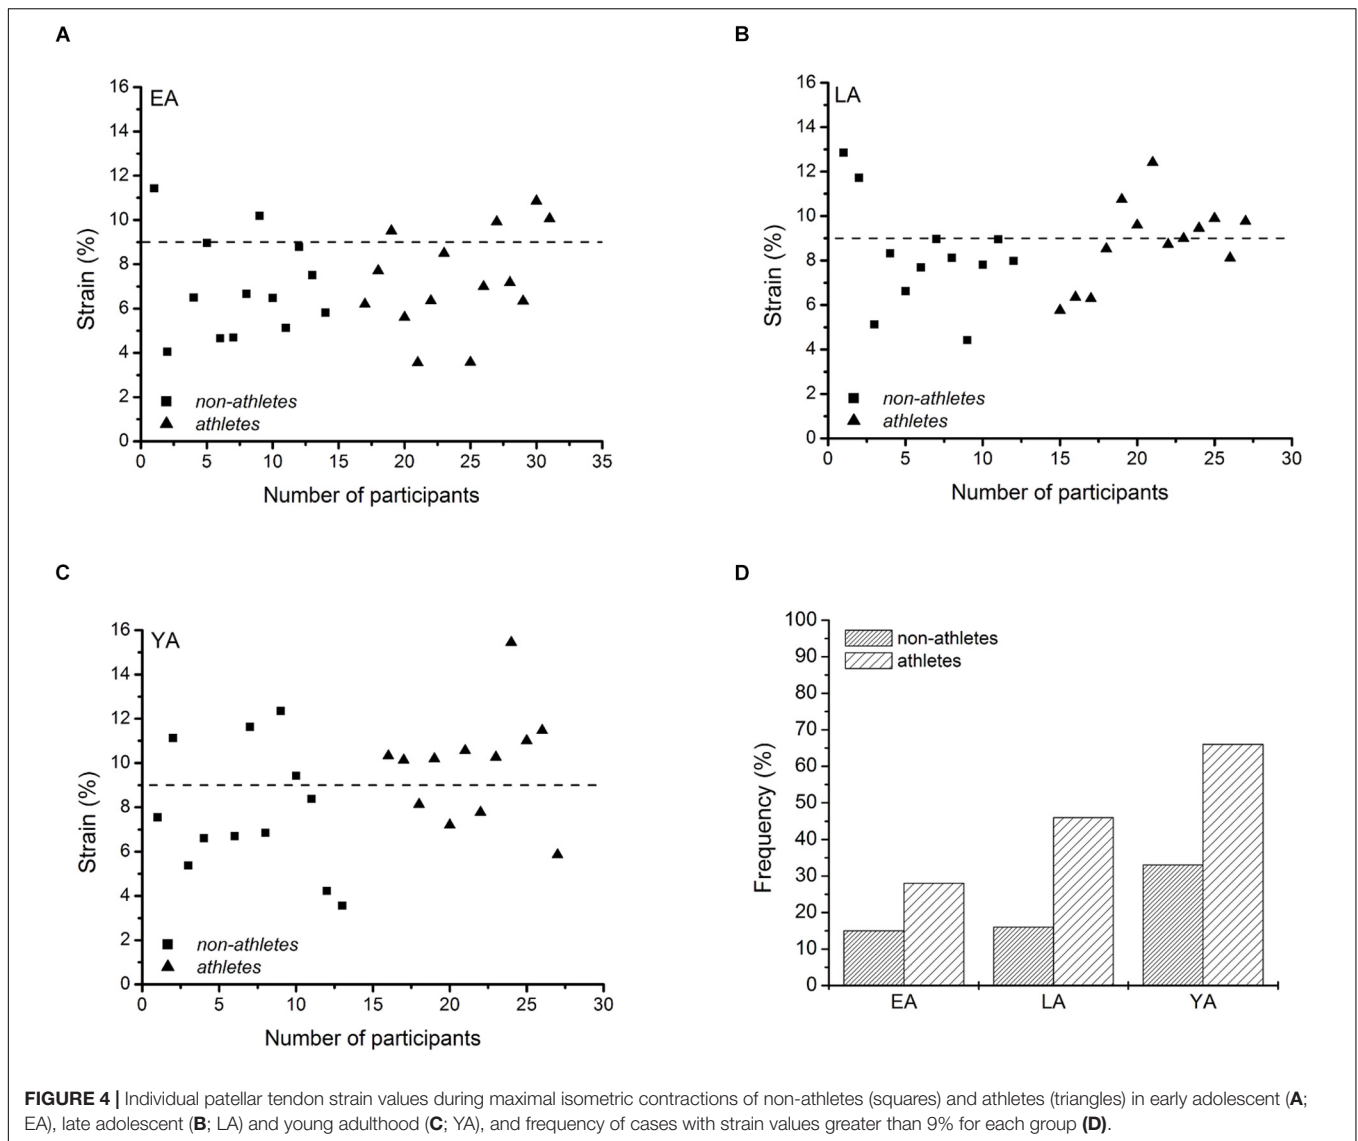 A
EA
16
14
12
10
8
6
4
2
0
Strain (%)
non-athletes
athletes
0 5 10 15 20 25 30 35
Number of participants
B
LA
16
14
12
10
8
6
4
2
0
Strain (%)
non-athletes
athletes
0 5 10 15 20 25 30
Number of participants
C
YA
16
14
12
10
8
6
4
2
0
Strain (%)
non-athletes
athletes
0 5 10 15 20 25 30
Number of participants
D
100
90
80
70
60
50
40
30
20
10
0
Frequency (%)
non-athletes
athletes
EA LA YA
FIGURE 4 | Individual patellar tendon strain values during maximal isometric contractions of non-athletes (squares) and athletes (triangles) in early adolescent (A;
EA), late adolescent (B; LA) and young adulthood (C; YA), and frequency of cases with strain values greater than 9% for each group (D).